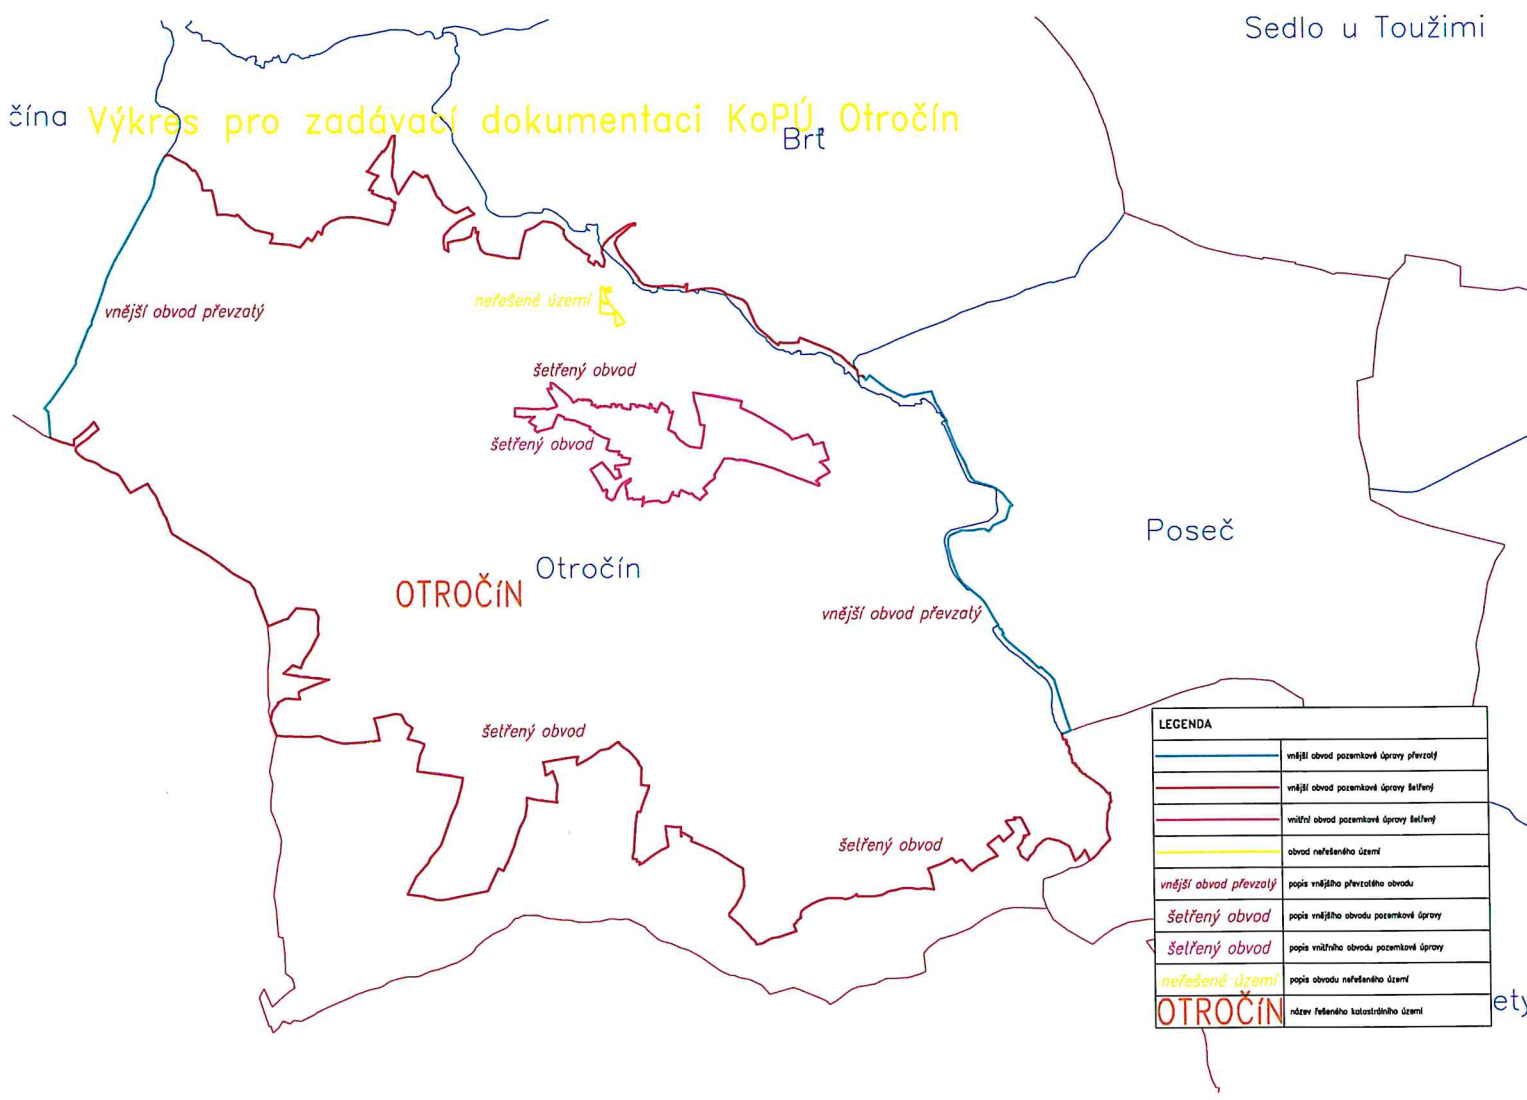 Sedlo u Toužimi
čína
Výkres pro zadávací dokumentaci KoPÚ Otročín
Brť
neřešené území
vnější obvod převzatý
šetřený obvod
šetřený obvod
Poseč
Otročín
OTROČíN
vnější obvod převzatý
šetřený obvod
šetřený obvod
LEGENDA
vnější obvod pozemkové úpravy převzatý
vnější obvod pozemkové úpravy šetřený
vnitřní obvod pozemkové úpravy šetřený
obvod neřešeného území
vnější obvod převzatý popis vnějšího převzatého obvodu
šetřený obvod popis vnějšího obvodu pozemkové úpravy
šetřený obvod popis vnitřního obvodu pozemkové úpravy
neřešené území popis obvodu neřešeného území
OTROČíN název řešeného katastrálního území
ety